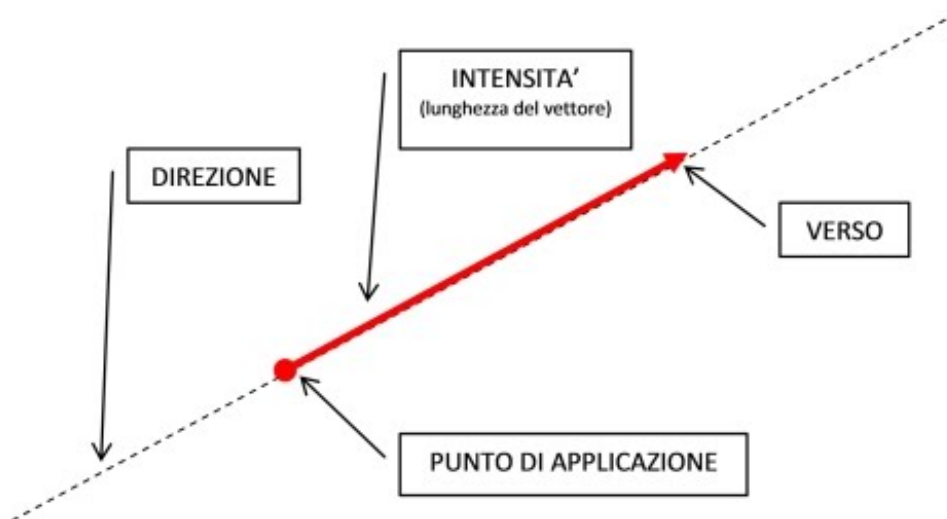 INTENSITA’
(lunghezza del vettore)
DIREZIONE
VERSO
PUNTO DI APPLICAZIONE